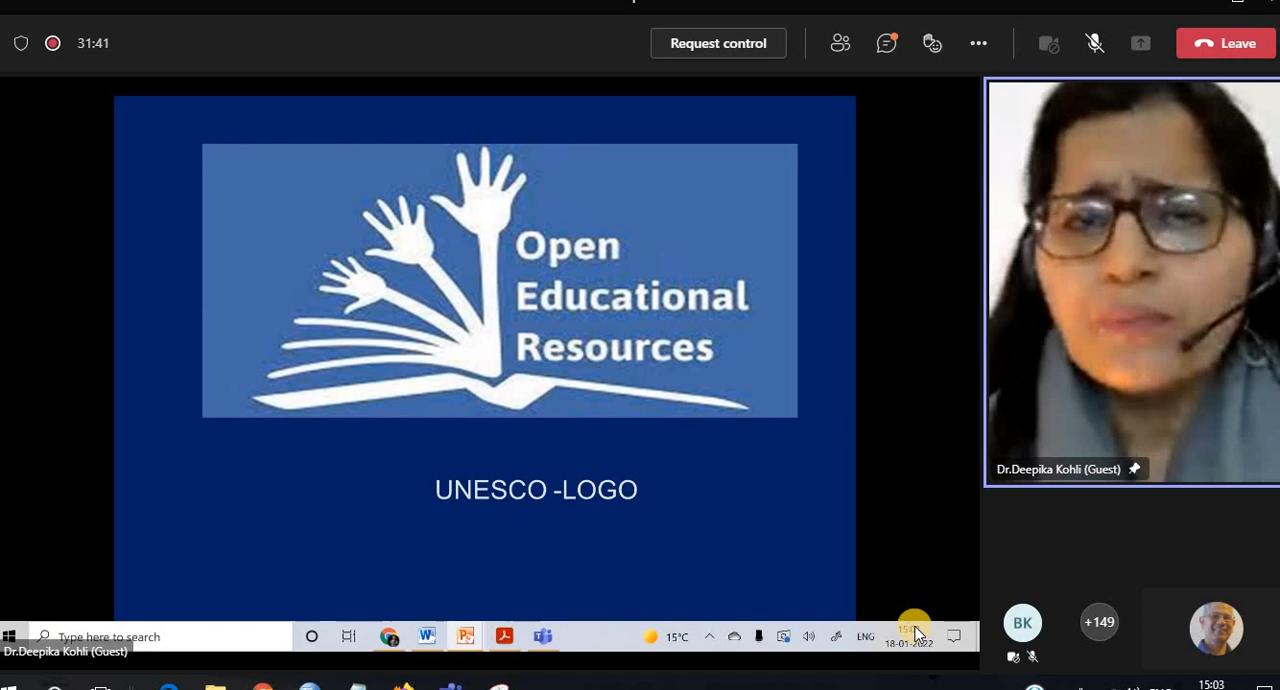 31:41
Request control
Leave
Open
Educational
Resources
UNESCO -LOGO
Dr.Deepika Kohli (Guest)
BK
+149
Type here to search
15°C
ENG
18-01-2022
Dr.Deepika Kohli (Guest)
15:03